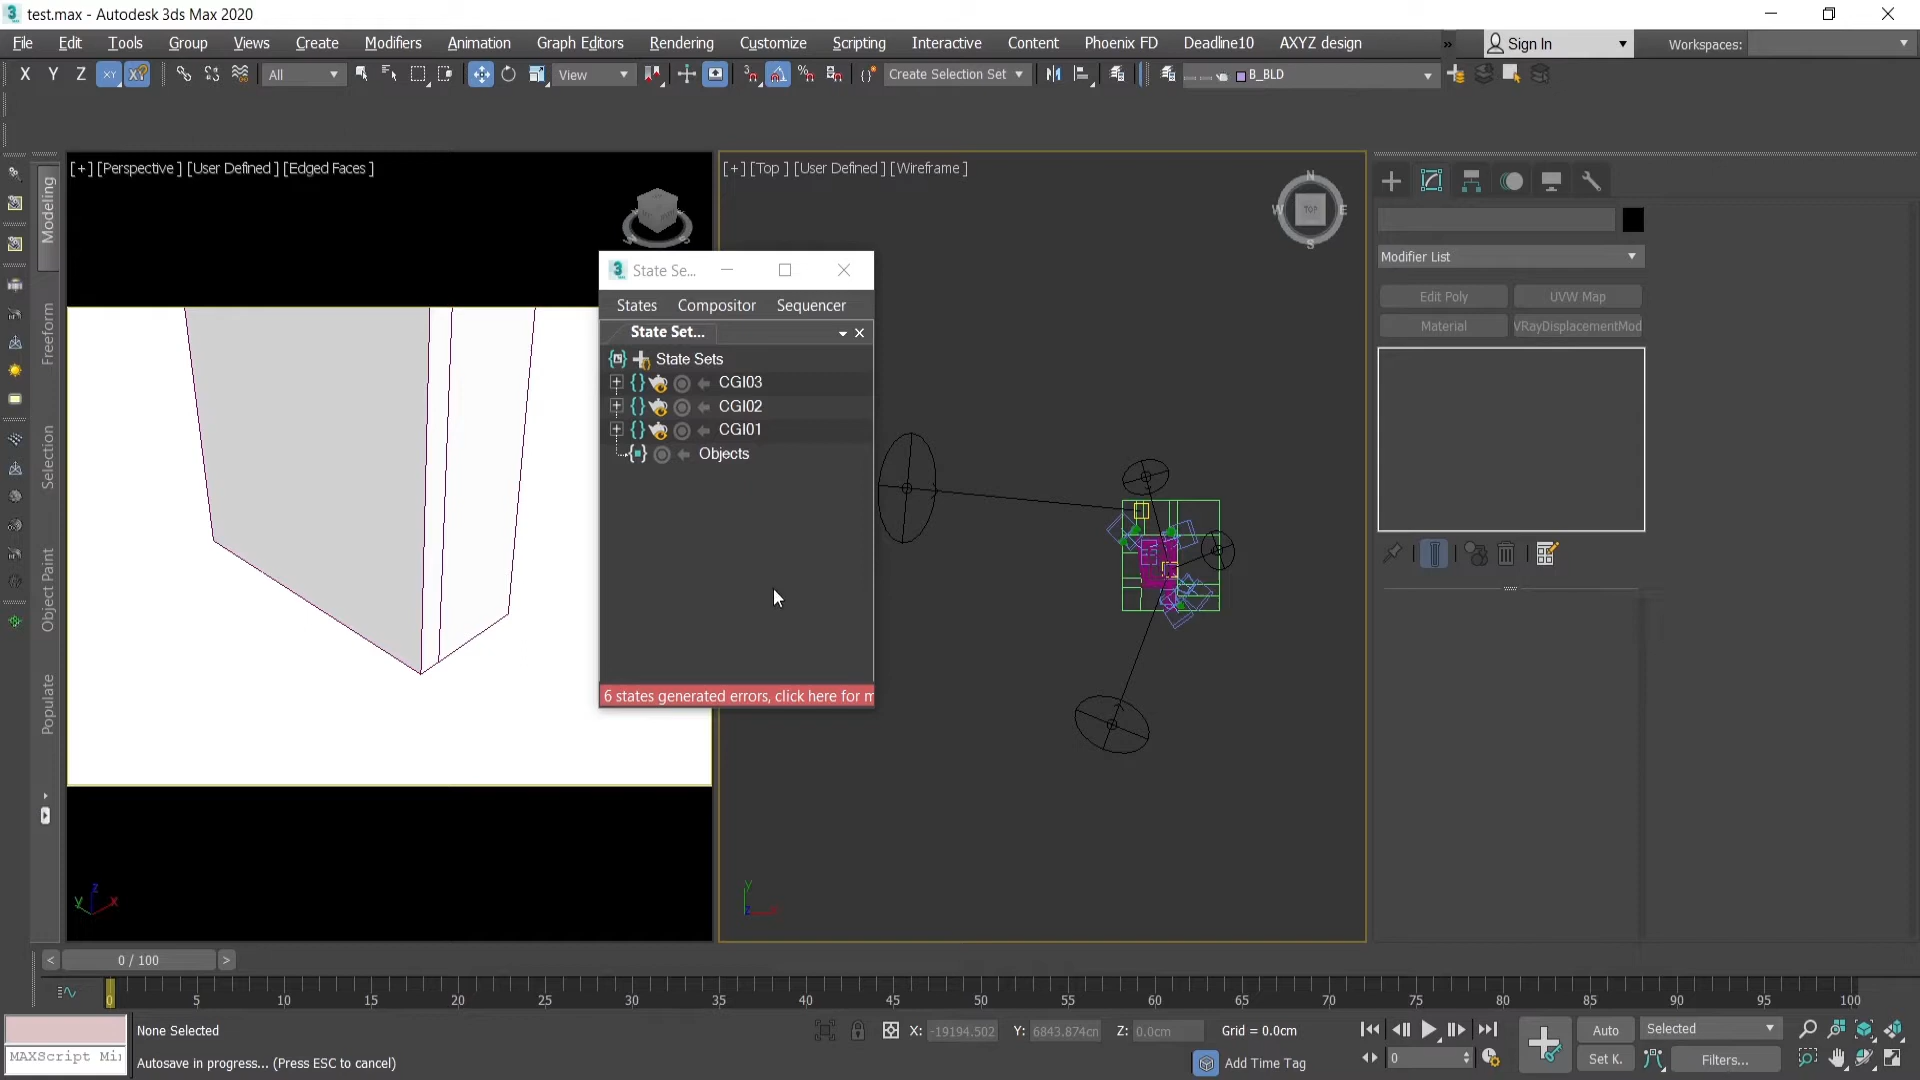 test.max - Autodesk 3ds Max 2020
File Edit Tools Group Views Create Modifiers Animation Graph Editors Rendering Customize Scripting Interactive Content Phoenix FD Deadline10 AXYZ design » Sign In Workspaces:
X Y Z XY All View Create Selection Set B_BLD
[+] [Perspective ] [User Defined ] [Edged Faces ]
[+] [Top ] [User Defined ] [Wireframe ]
N
W TOP E
S
Modeling
Freeform
Selection
Object Paint
Populate
State Se...
States Compositor Sequencer
State Set...
State Sets
CGI03
CGI02
CGI01
Objects
6 states generated errors, click here for m
Modifier List
Edit Poly UVW Map
Material VRayDisplacementMod
z
y x
y
z
< 0 / 100 >
0 5 10 15 20 25 30 35 40 45 50 55 60 65 70 75 80 85 90 95 100
None Selected X: -19194.502 Y: 6843.874cm Z: 0.0cm Grid = 0.0cm Auto Selected
MAXScript Mi Autosave in progress... (Press ESC to cancel) Add Time Tag 0 Set K. Filters...